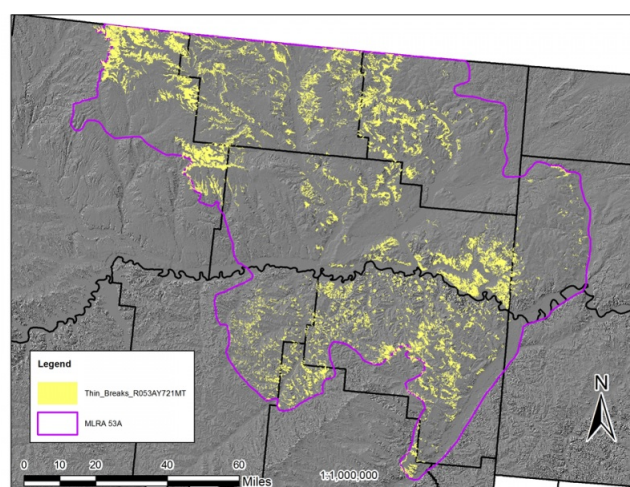 Legend
Thin_Breaks_R053AY721MT
MLRA 53A
N
0 10 20 40 60
Miles
1:1,000,000